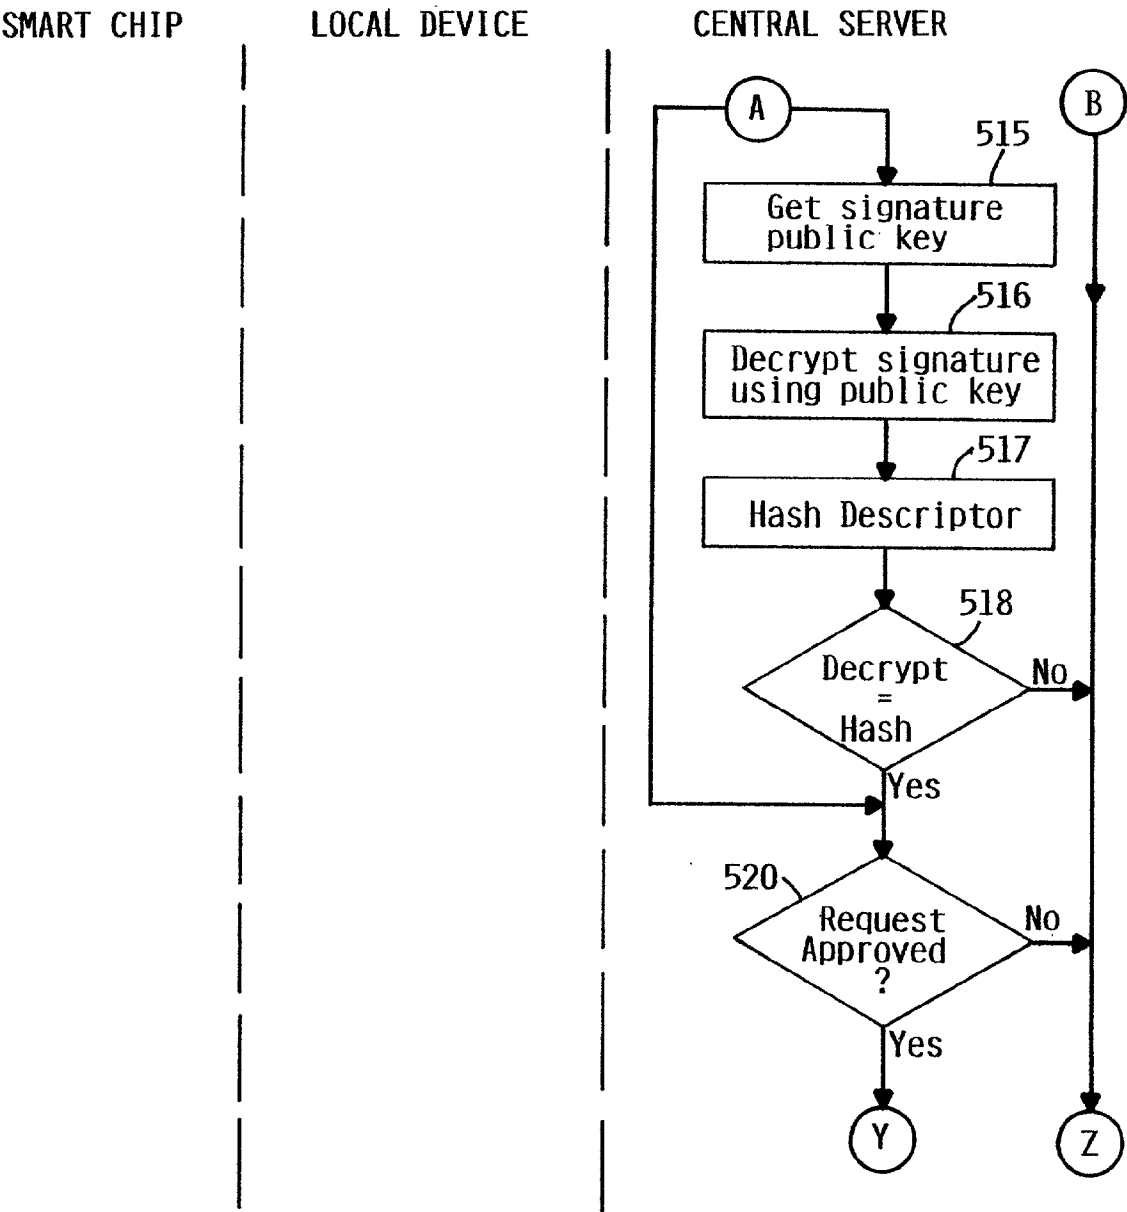 SMART CHIP
LOCAL DEVICE
CENTRAL SERVER
A
B
515
Get signature
public key
516
Decrypt signature
using public key
517
Hash Descriptor
518
Decrypt
=
Hash
No
Yes
520
Request
Approved
?
No
Yes
Y
Z